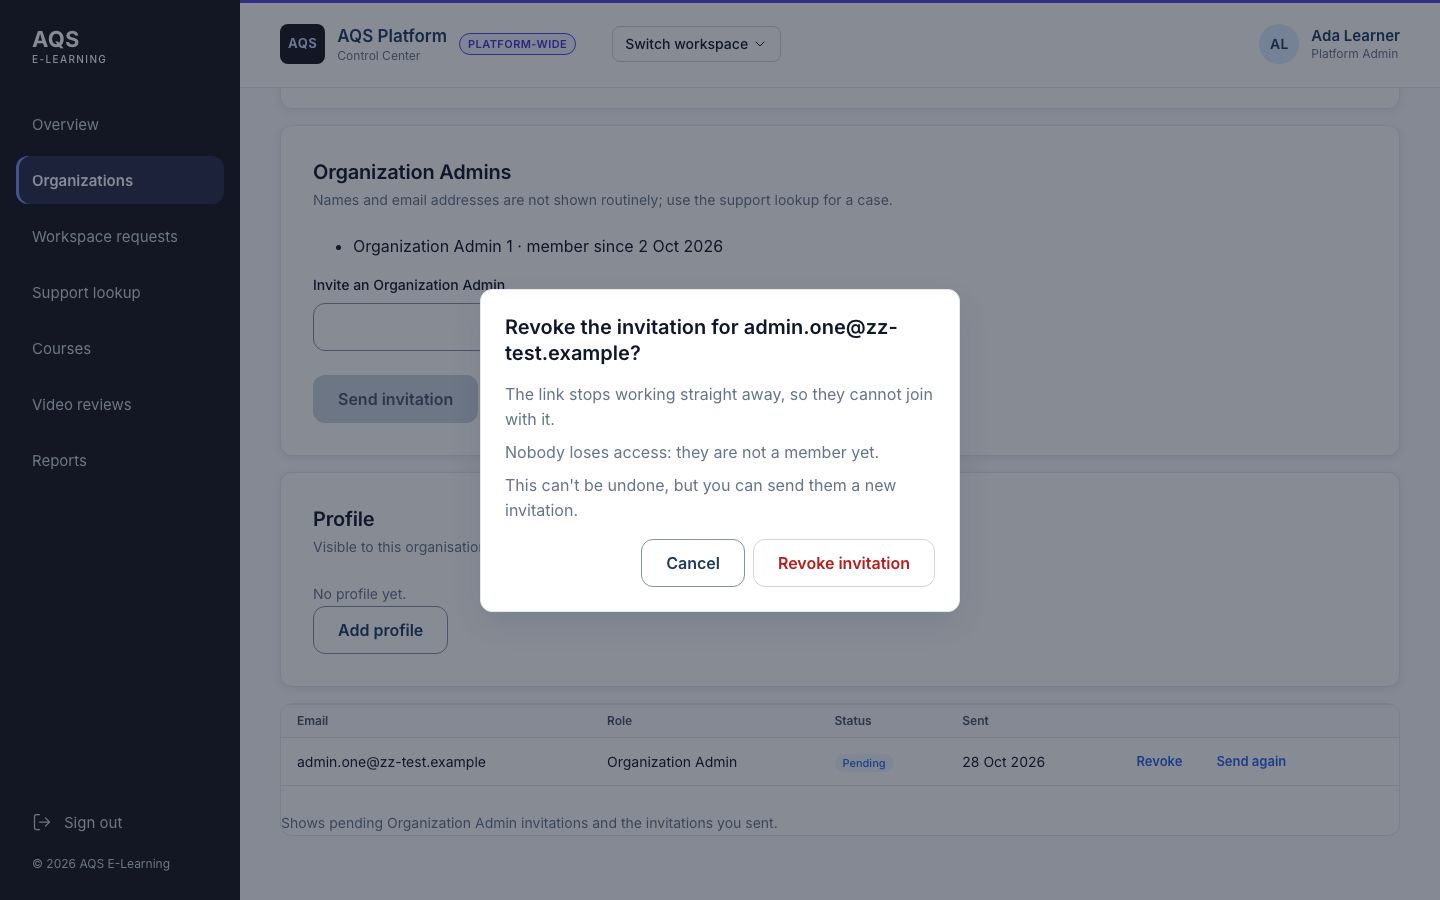 AQS
E-LEARNING
Overview
Organizations
Workspace requests
Support lookup
Courses
Video reviews
Reports
Sign out
© 2026 AQS E-Learning
AQS
AQS Platform
Control Center
PLATFORM-WIDE
Switch workspace
AL
Ada Learner
Platform Admin
Organization Admins
Names and email addresses are not shown routinely; use the support lookup for a case.
• Organization Admin 1 · member since 2 Oct 2026
Invite an Organization Admin
Send invitation
Revoke the invitation for admin.one@zz-
test.example?
The link stops working straight away, so they cannot join
with it.
Nobody loses access: they are not a member yet.
This can't be undone, but you can send them a new
invitation.
Cancel
Revoke invitation
Profile
Visible to this organisation
No profile yet.
Add profile
Email Role Status Sent
admin.one@zz-test.example Organization Admin Pending 28 Oct 2026 Revoke Send again
Shows pending Organization Admin invitations and the invitations you sent.